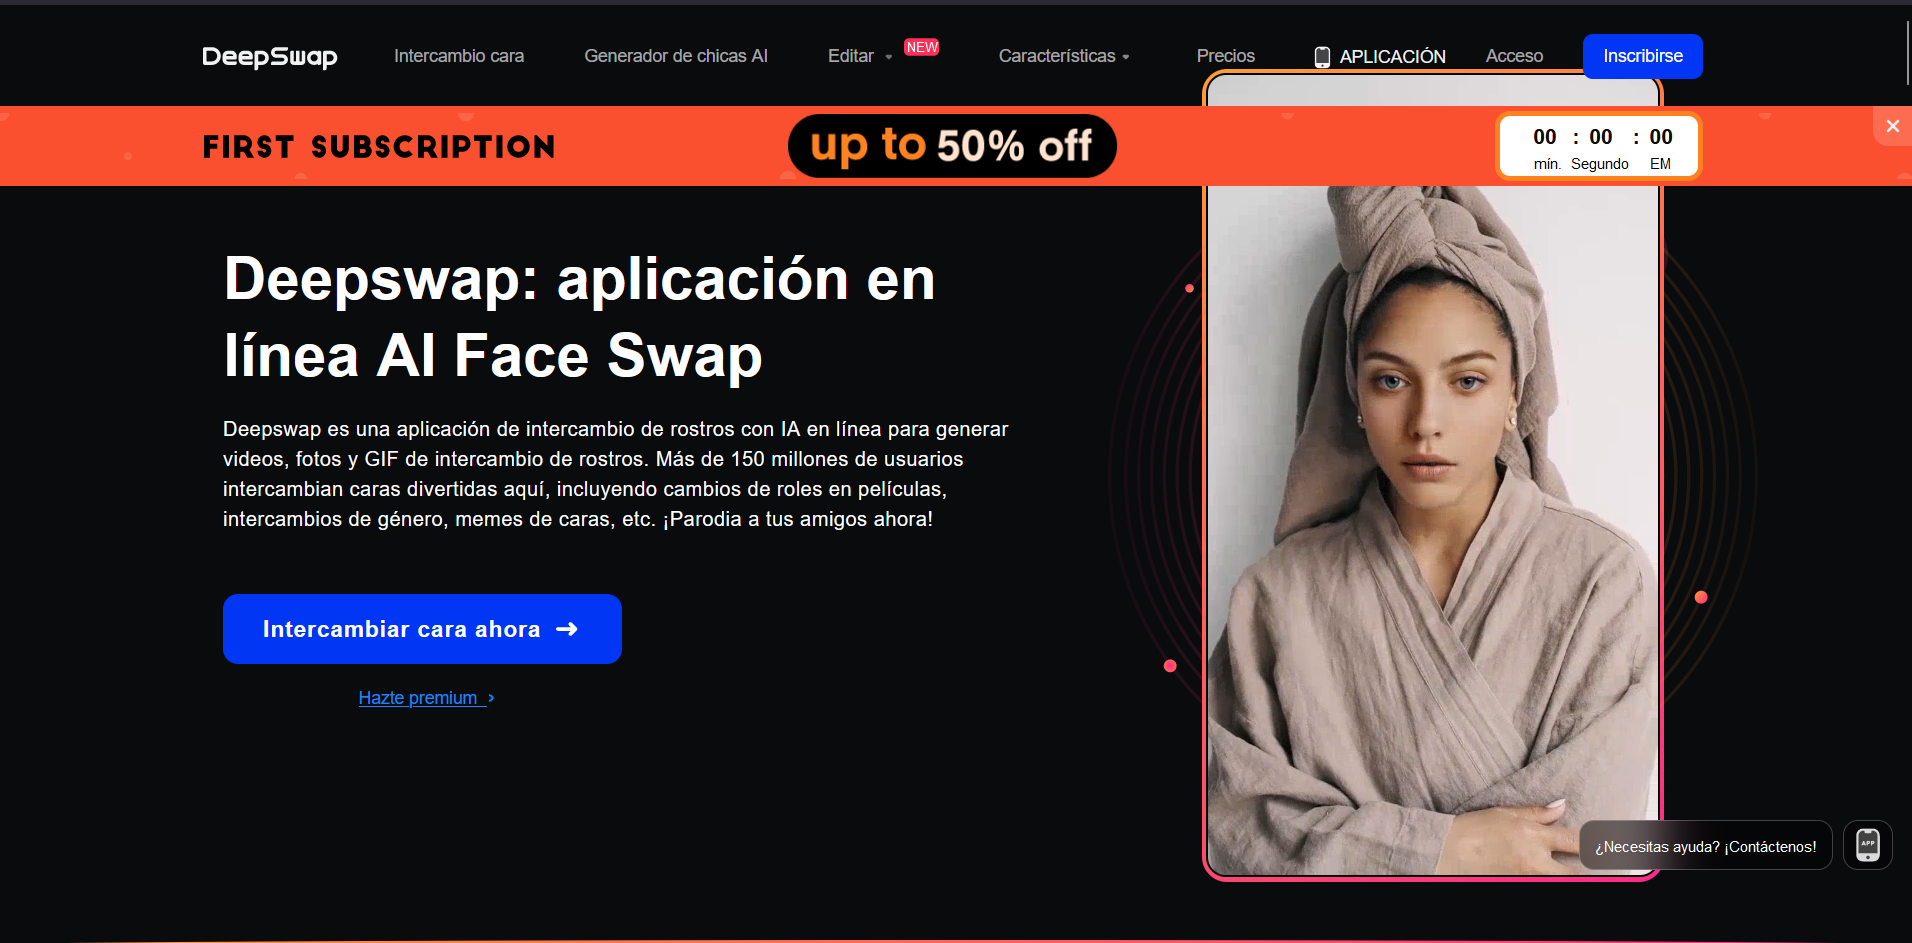 DeepSwap
Intercambio cara
Generador de chicas AI
Editar
NEW
Características
Precios
APLICACIÓN
Acceso
Inscribirse
FIRST SUBSCRIPTION
up to 50% off
00 : 00 : 00
mín. Segundo EM
Deepswap: aplicación en
línea AI Face Swap
Deepswap es una aplicación de intercambio de rostros con IA en línea para generar
videos, fotos y GIF de intercambio de rostros. Más de 150 millones de usuarios
intercambian caras divertidas aquí, incluyendo cambios de roles en películas,
intercambios de género, memes de caras, etc. ¡Parodia a tus amigos ahora!
Intercambiar cara ahora
Hazte premium
¿Necesitas ayuda? ¡Contáctenos!
APP